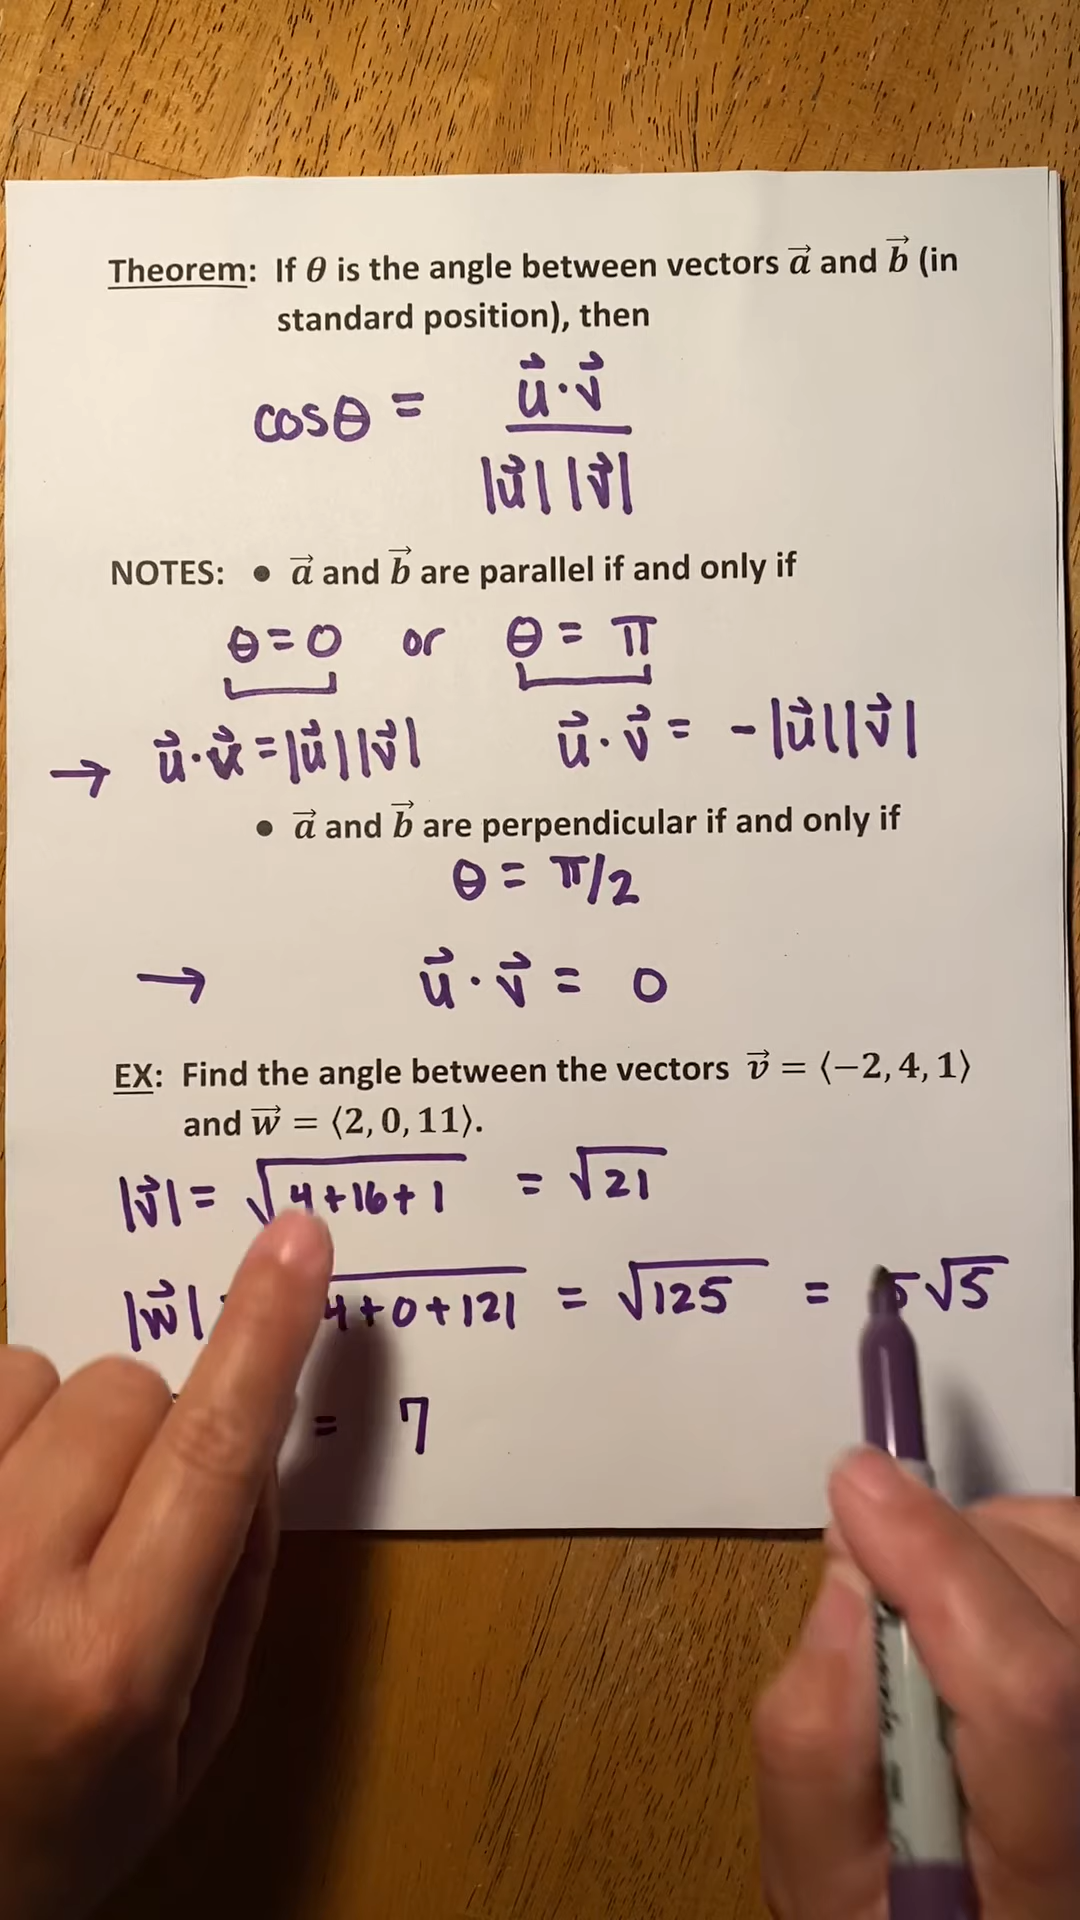 Theorem: If θ is the angle between vectors a⃗ and b⃗ (in
standard position), then
cosθ = u⃗·v⃗ / |u⃗| |v⃗|
NOTES: • a⃗ and b⃗ are parallel if and only if
θ = 0 or θ = π
→ u⃗·v⃗ = |u⃗||v⃗| u⃗·v⃗ = -|u⃗||v⃗|
• a⃗ and b⃗ are perpendicular if and only if
θ = π/2
→ u⃗·v⃗ = 0
EX: Find the angle between the vectors v⃗ = ⟨−2, 4, 1⟩
and w⃗ = ⟨2, 0, 11⟩.
|v⃗| = √4+16+1 = √21
|w⃗| 4+0+121 = √125 = 5√5
= 7